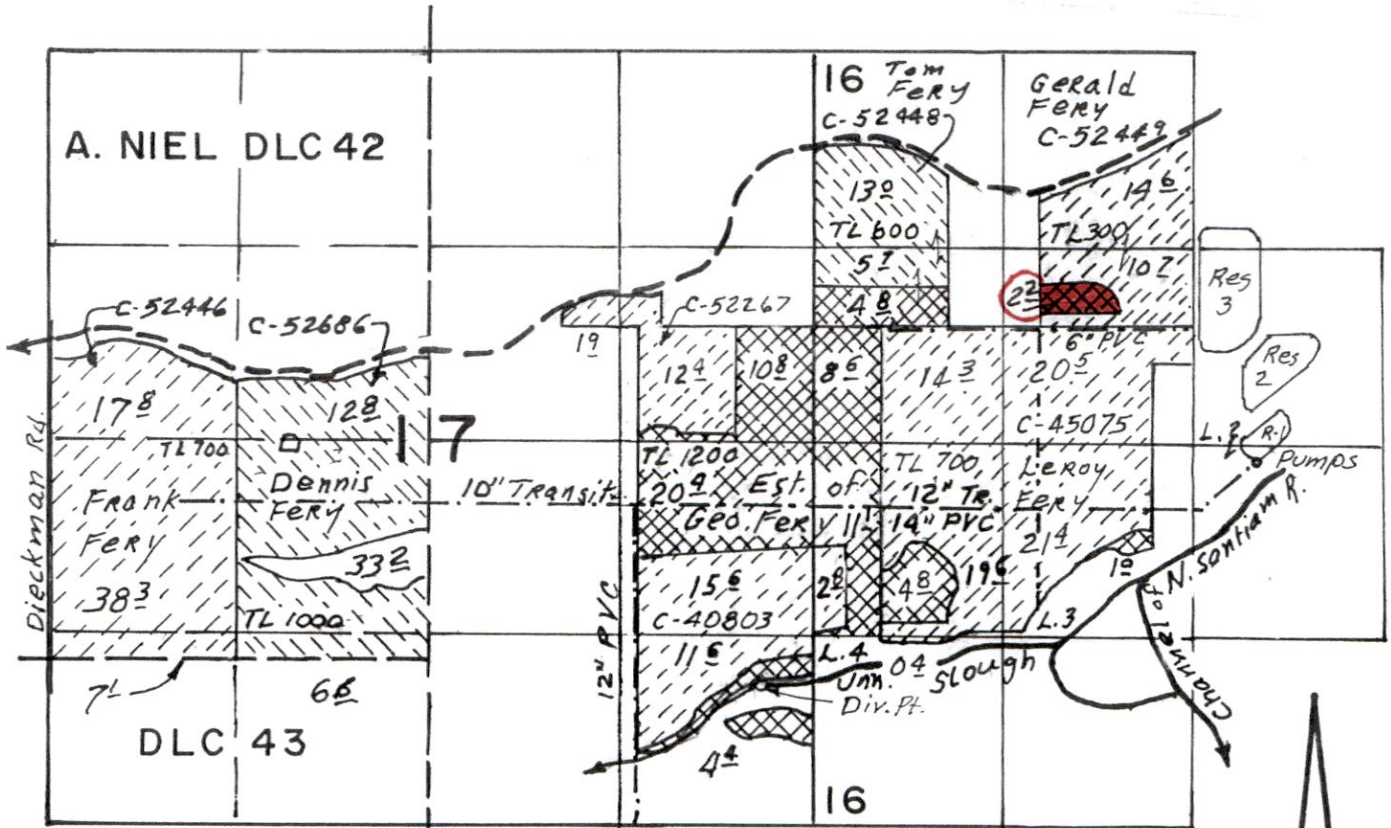 16
Tom
Fery
Gerald
Fery
C-52448
C-52449
A. NIEL DLC 42
13 0
14 6
TL 600
TL 300
10 7
5 7
4 8
2 2
Res
3
C-52446
C-52686
C-52267
1 9
6" PVC
Res
2
12 4
10 8
8 6
14 3
20 5
17 8
12 8
17
C-45075
L.2
R-1
Pumps
Dieckman Rd.
TL 700
TL 1200
TL 700
Leroy
Fery
Frank
Fery
Dennis
Fery
10" Transit
20 4
Est. of
Geo. Fery
12" TR.
14" PVC
11 2
21 4
33 2
38 3
TL 1000
12" PVC
15 6
C-40803
11 6
2 8
4 8
19 6
1 0
L.3
L.4
0 4
Slough
Unn.
Div. Pt.
Channel of N. Santiam R.
7 1
6 8
DLC 43
4 4
16